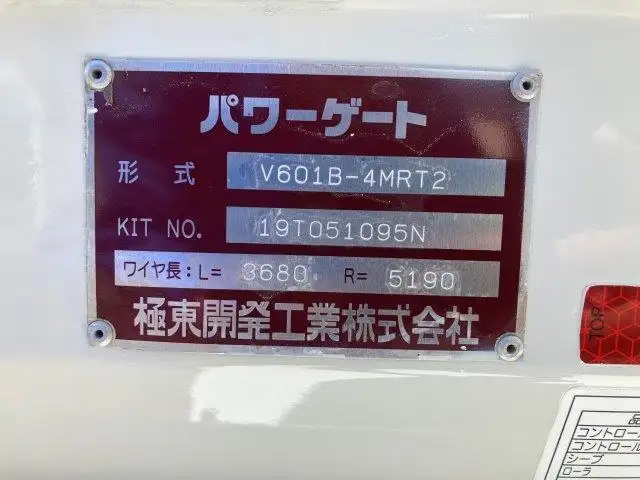 パワーゲート
形式 V601B-4MRT2
KIT NO. 19T051095N
ワイヤ長:L= 3680 R= 5190
極東開発工業株式会社
TOP
品
コントロール
コントロール
シーブ
ローラ